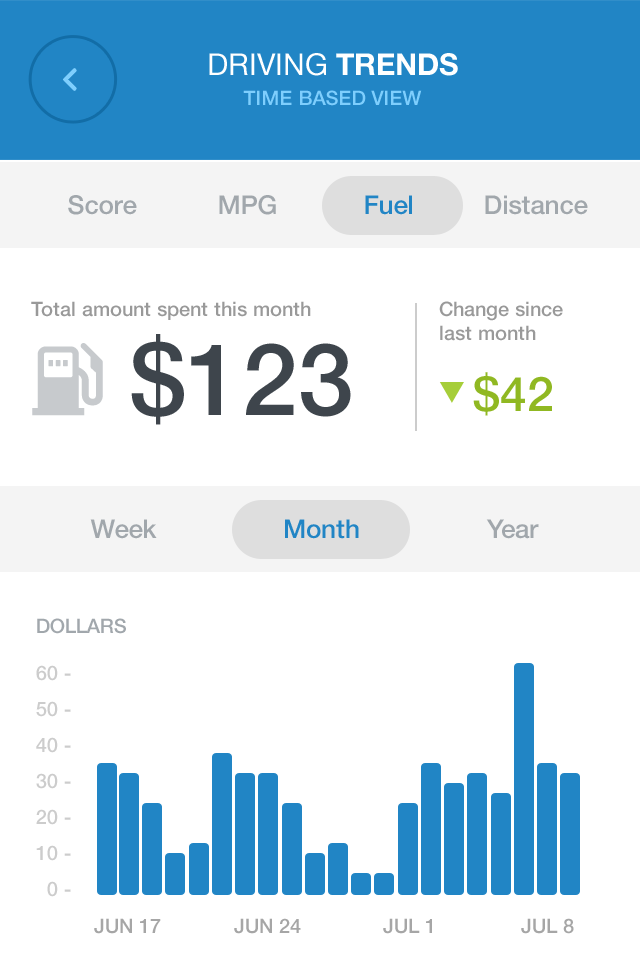 DRIVING TRENDS
TIME BASED VIEW
Score MPG Fuel Distance
Total amount spent this month
$123
Change since
last month
$42
Week Month Year
DOLLARS
60 -
50 -
40 -
30 -
20 -
10 -
0 -
JUN 17 JUN 24 JUL 1 JUL 8